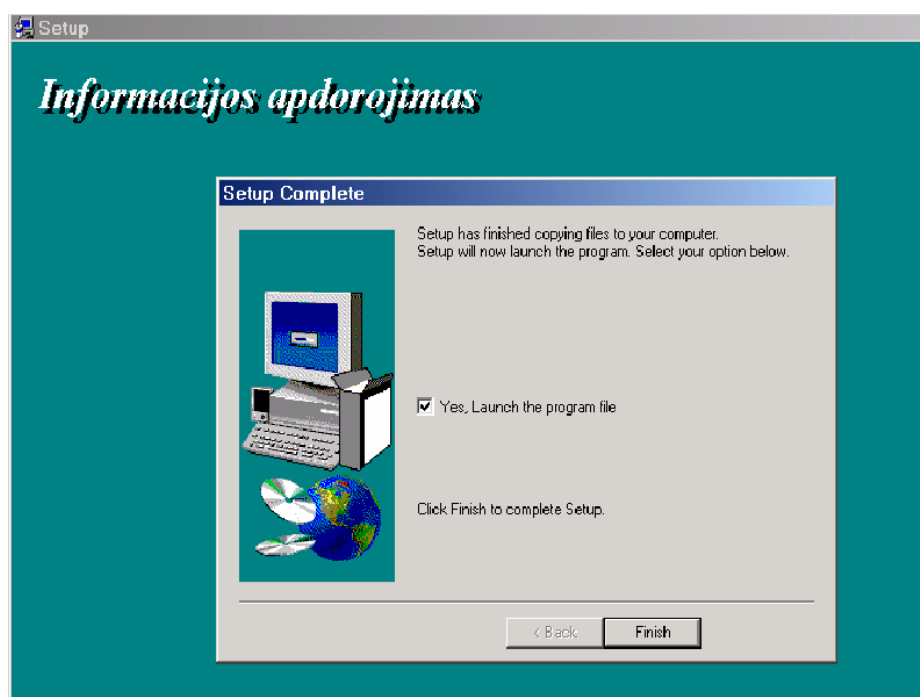 Setup
Informacijos apdorojimas
Setup Complete
Setup has finished copying files to your computer.
Setup will now launch the program. Select your option below.
Yes, Launch the program file
Click Finish to complete Setup.
< Back
Finish